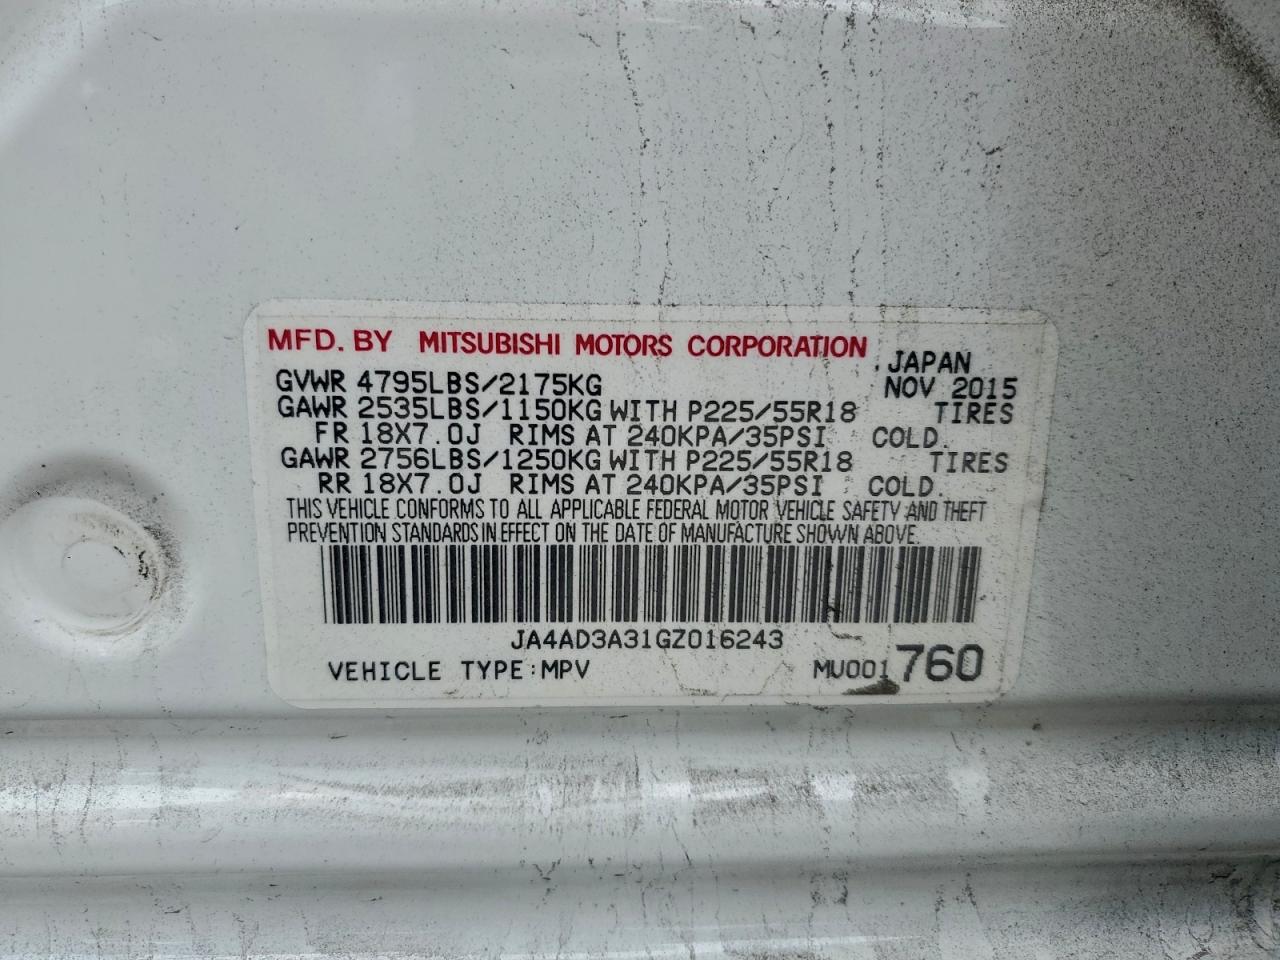 MFD. BY MITSUBISHI MOTORS CORPORATION JAPAN
GVWR 4795LBS/2175KG NOV 2015
GAWR 2535LBS/1150KG WITH P225/55R18 TIRES
FR 18X7.0J RIMS AT 240KPA/35PSI COLD.
GAWR 2756LBS/1250KG WITH P225/55R18 TIRES
RR 18X7.0J RIMS AT 240KPA/35PSI COLD.
THIS VEHICLE CONFORMS TO ALL APPLICABLE FEDERAL MOTOR VEHICLE SAFETY AND THEFT
PREVENTION STANDARDS IN EFFECT ON THE DATE OF MANUFACTURE SHOWN ABOVE.
JA4AD3A31GZ016243
VEHICLE TYPE:MPV MU001760